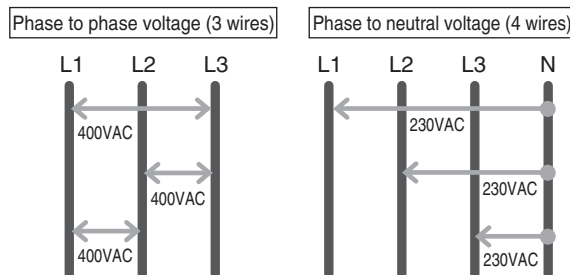 Phase to phase voltage (3 wires)
L1 L2 L3
400VAC
400VAC
400VAC
Phase to neutral voltage (4 wires)
L1 L2 L3 N
230VAC
230VAC
230VAC